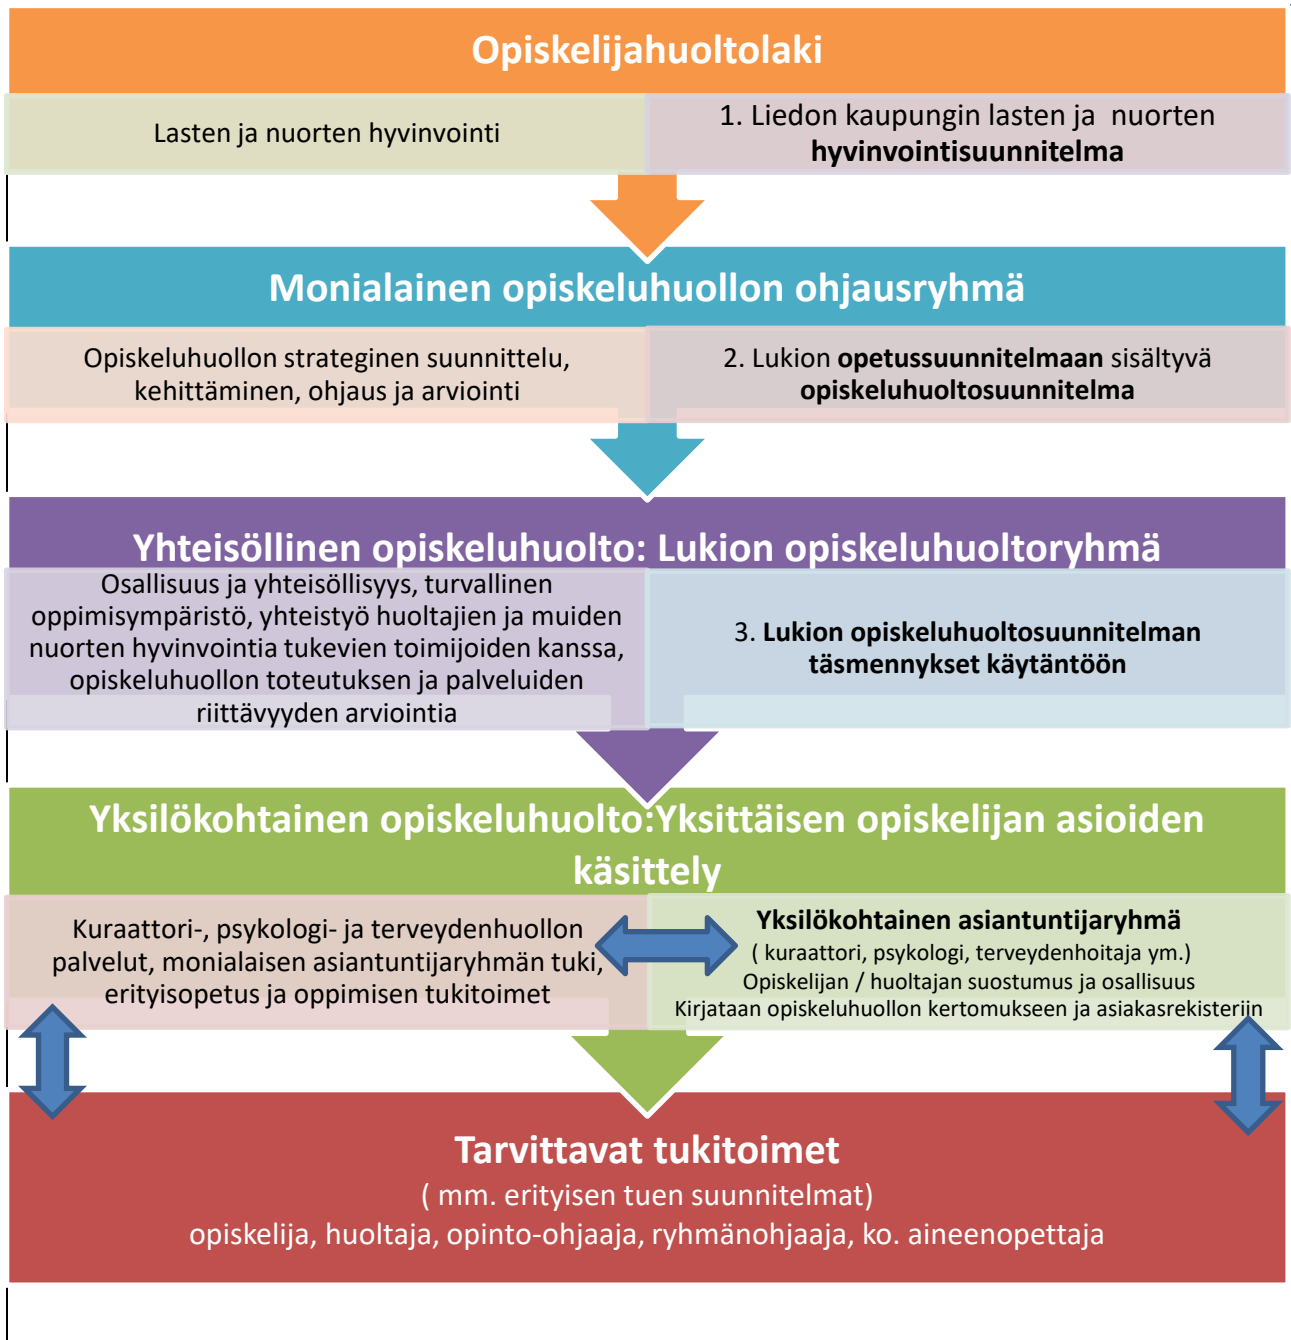 Opiskelijahuoltolaki
Lasten ja nuorten hyvinvointi
1. Liedon kaupungin lasten ja nuorten
hyvinvointisuunnitelma
Monialainen opiskeluhuollon ohjausryhmä
Opiskeluhuollon strateginen suunnittelu,
kehittäminen, ohjaus ja arviointi
2. Lukion opetussuunnitelmaan sisältyvä
opiskeluhuoltosuunnitelma
Yhteisöllinen opiskeluhuolto: Lukion opiskeluhuoltoryhmä
Osallisuus ja yhteisöllisyys, turvallinen
oppimisympäristö, yhteistyö huoltajien ja muiden
nuorten hyvinvointia tukevien toimijoiden kanssa,
opiskeluhuollon toteutuksen ja palveluiden
riittävyyden arviointia
3. Lukion opiskeluhuoltosuunnitelman
täsmennykset käytäntöön
Yksilökohtainen opiskeluhuolto:Yksittäisen opiskelijan asioiden
käsittely
Kuraattori-, psykologi- ja terveydenhuollon
palvelut, monialaisen asiantuntijaryhmän tuki,
erityisopetus ja oppimisen tukitoimet
Yksilökohtainen asiantuntijaryhmä
( kuraattori, psykologi, terveydenhoitaja ym.)
Opiskelijan / huoltajan suostumus ja osallisuus
Kirjataan opiskeluhuollon kertomukseen ja asiakasrekisteriin
Tarvittavat tukitoimet
( mm. erityisen tuen suunnitelmat)
opiskelija, huoltaja, opinto-ohjaaja, ryhmänohjaaja, ko. aineenopettaja